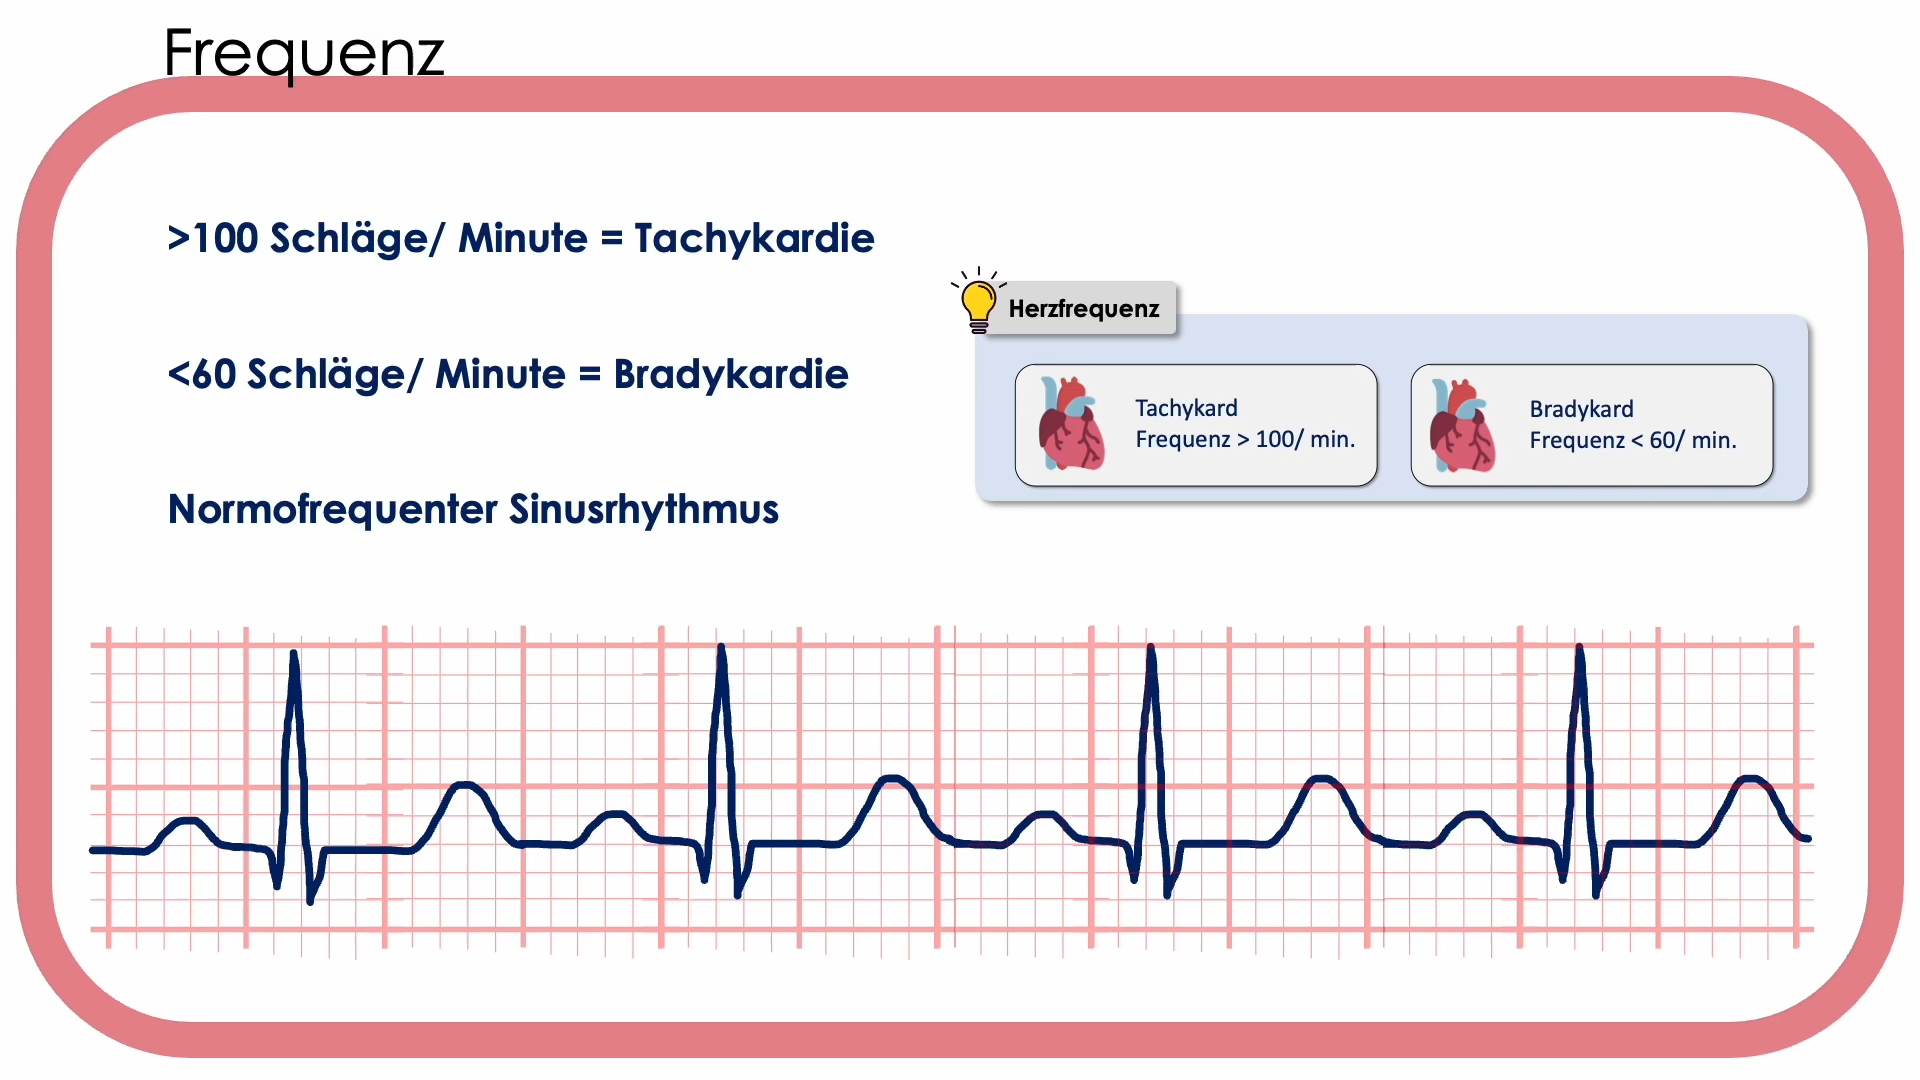 Frequenz
>100 Schläge/ Minute = Tachykardie
<60 Schläge/ Minute = Bradykardie
Normofrequenter Sinusrhythmus
Herzfrequenz
Tachykard
Frequenz > 100/ min.
Bradykard
Frequenz < 60/ min.